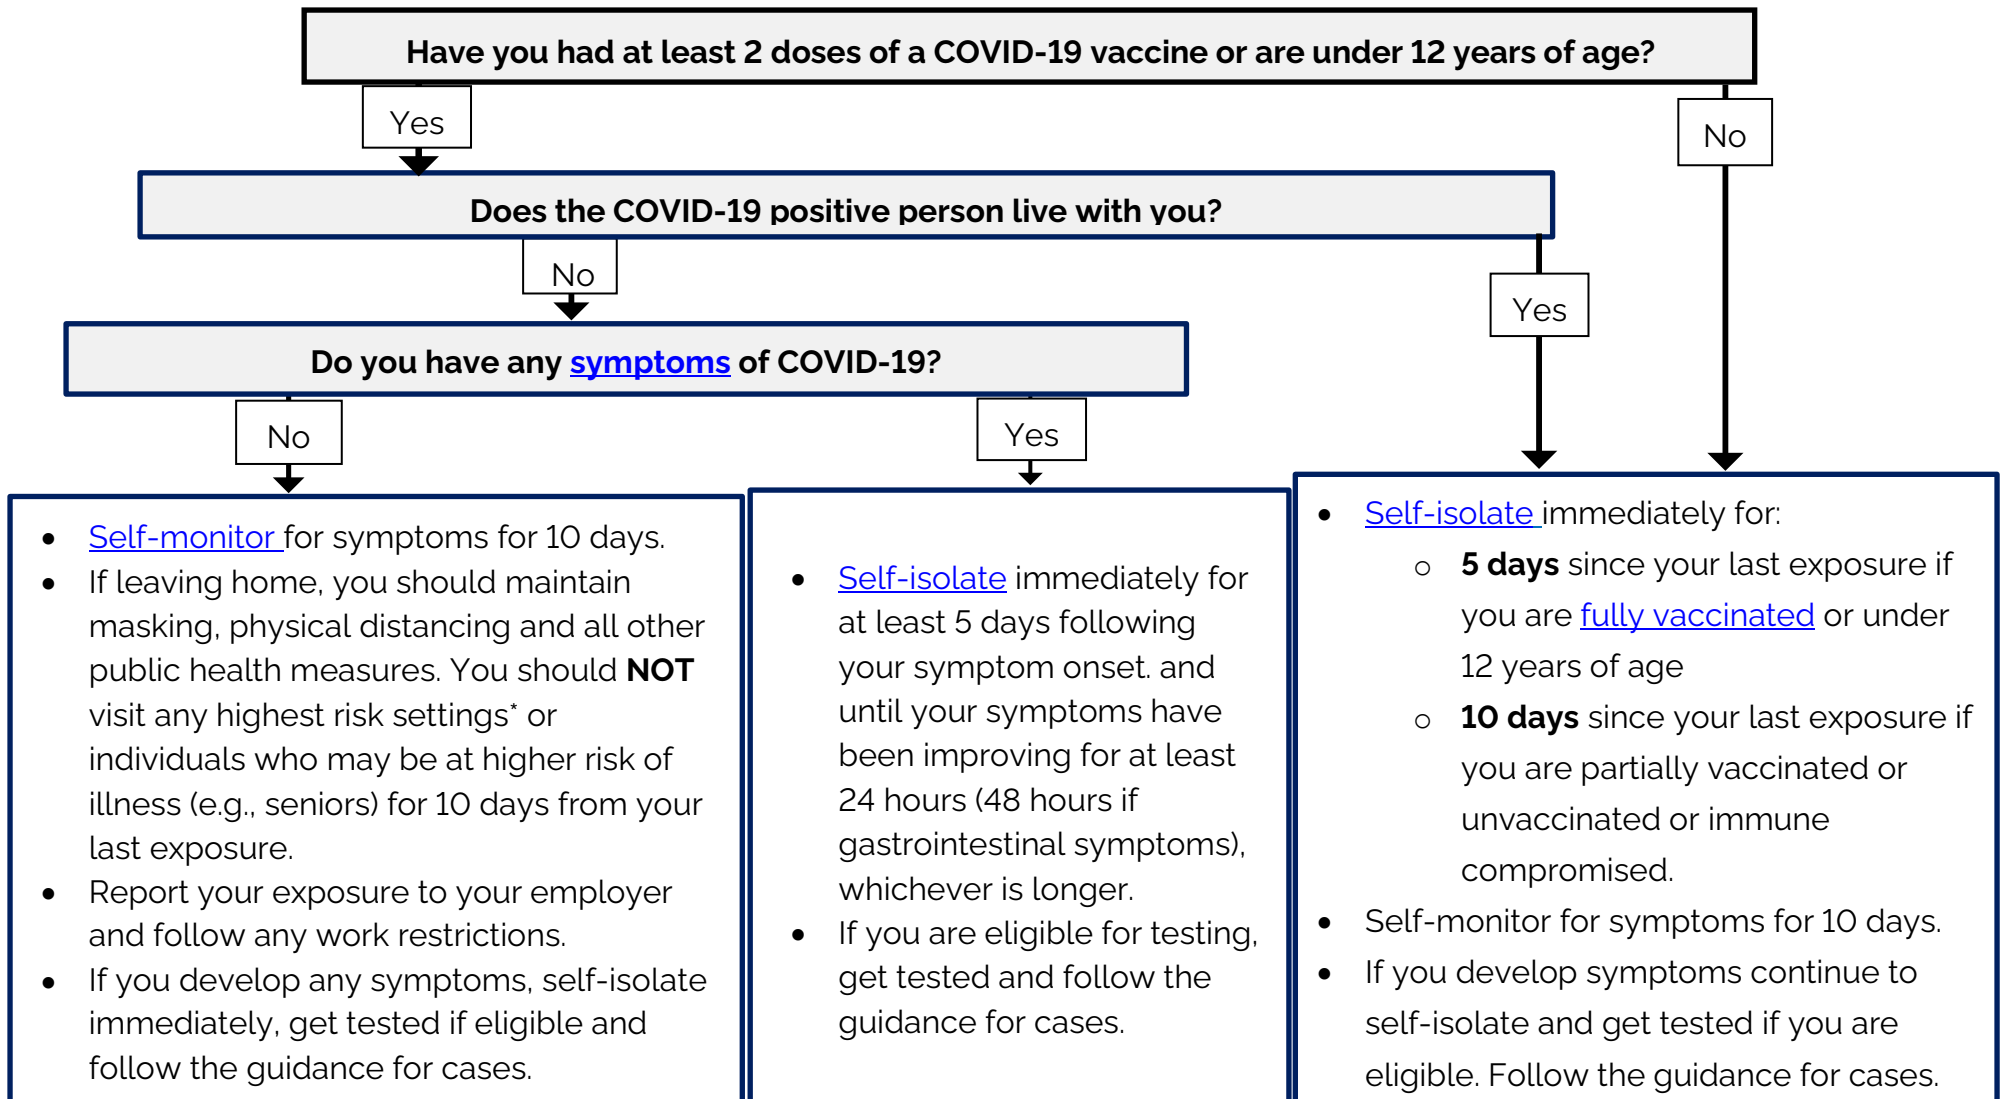 Have you had at least 2 doses of a COVID-19 vaccine or are under 12 years of age?
Yes
No
Does the COVID-19 positive person live with you?
No
Yes
Do you have any symptoms of COVID-19?
No
Yes
• Self-monitor for symptoms for 10 days.
• If leaving home, you should maintain
masking, physical distancing and all other
public health measures. You should NOT
visit any highest risk settings* or
individuals who may be at higher risk of
illness (e.g., seniors) for 10 days from your
last exposure.
• Report your exposure to your employer
and follow any work restrictions.
• If you develop any symptoms, self-isolate
immediately, get tested if eligible and
follow the guidance for cases.
• Self-isolate immediately for
at least 5 days following
your symptom onset. and
until your symptoms have
been improving for at least
24 hours (48 hours if
gastrointestinal symptoms),
whichever is longer.
• If you are eligible for testing,
get tested and follow the
guidance for cases.
• Self-isolate immediately for:
o 5 days since your last exposure if
you are fully vaccinated or under
12 years of age
o 10 days since your last exposure if
you are partially vaccinated or
unvaccinated or immune
compromised.
• Self-monitor for symptoms for 10 days.
• If you develop symptoms continue to
self-isolate and get tested if you are
eligible. Follow the guidance for cases.